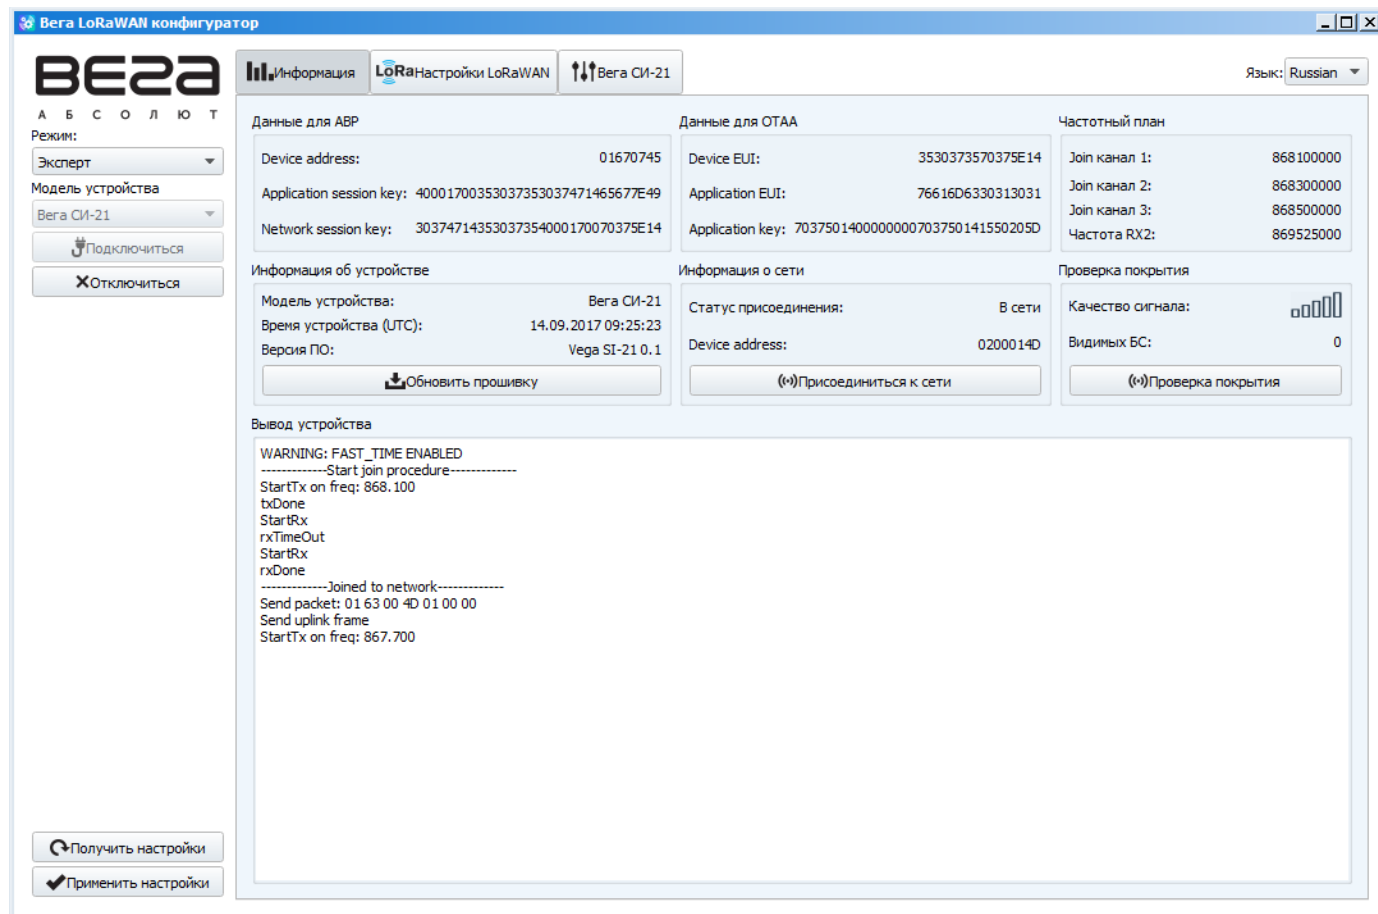 Вега LoRaWAN конфигуратор
ВЕГА
АБСОЛЮТ
Режим:
Эксперт
Модель устройства
Вега СИ-21
Подключиться
Отключиться
Получить настройки
Применить настройки
Информация
LoRa Настройки LoRaWAN
Вега СИ-21
Язык: Russian
Данные для ABP
Device address: 01670745
Application session key: 40001700353037353037471465677E49
Network session key: 3037471435303735400017007037 5E14
Данные для OTAA
Device EUI: 3530373570375E14
Application EUI: 76616D6330313031
Application key: 7037501400000000703750141550205D
Частотный план
Join канал 1: 868100000
Join канал 2: 868300000
Join канал 3: 868500000
Частота RX2: 869525000
Информация об устройстве
Модель устройства: Вега СИ-21
Время устройства (UTC): 14.09.2017 09:25:23
Версия ПО: Vega SI-21 0.1
Обновить прошивку
Информация о сети
Статус присоединения: В сети
Device address: 0200014D
Присоединиться к сети
Проверка покрытия
Качество сигнала:
Видимых БС: 0
Проверка покрытия
Вывод устройства
WARNING: FAST_TIME ENABLED
-------------Start join procedure-------------
StartTx on freq: 868.100
txDone
StartRx
rxTimeOut
StartRx
rxDone
-------------Joined to network-------------
Send packet: 01 63 00 4D 01 00 00
Send uplink frame
StartTx on freq: 867.700